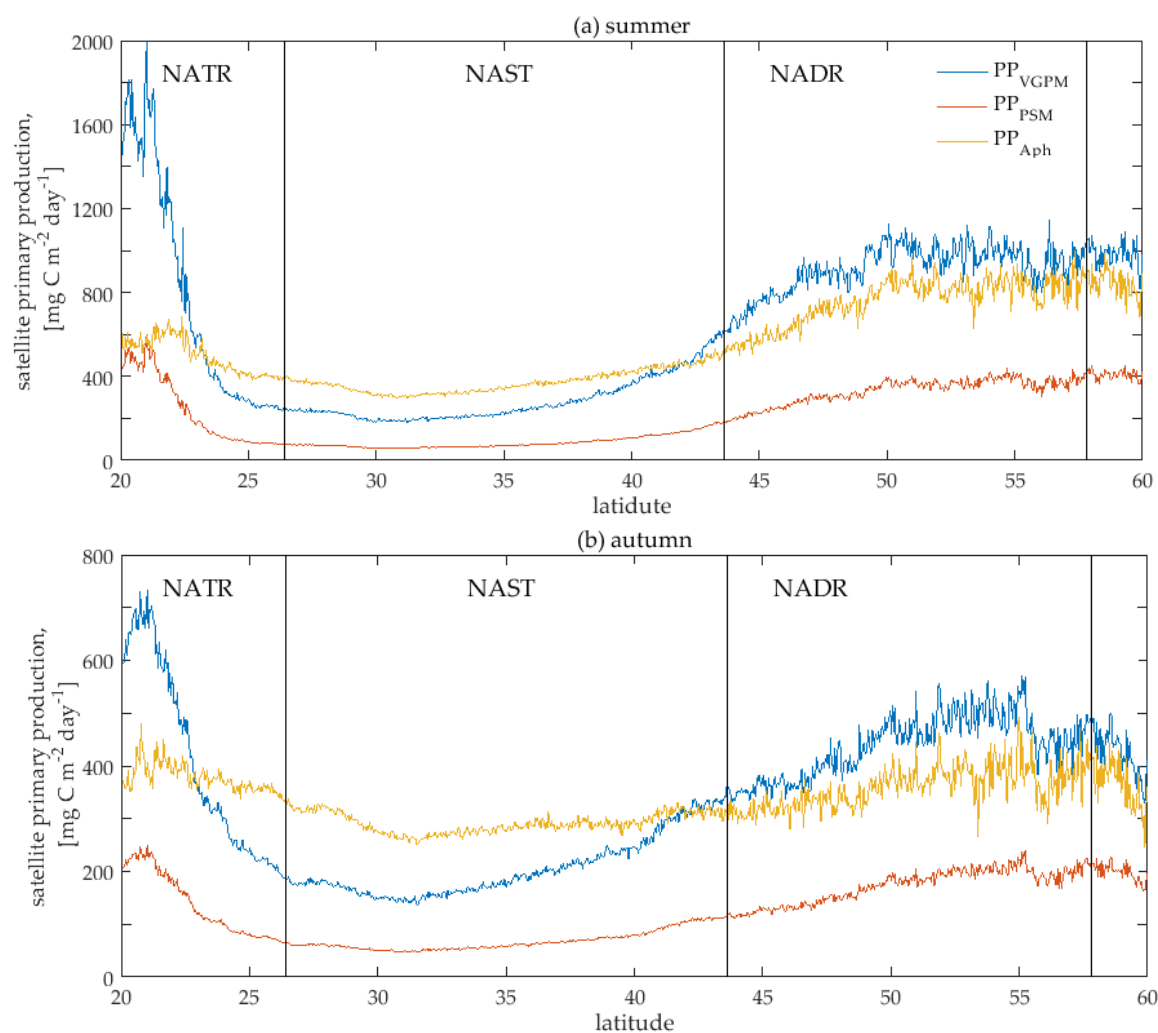 (a) summer
2000
1600
1200
800
400
0
satellite primary production,
[mg C m-2 day-1]
NATR
NAST
NADR
PPVGPM
PPPSM
PPAph
20
25
30
35
40
45
50
55
60
latidute
(b) autumn
800
600
400
200
0
satellite primary production,
[mg C m-2 day-1]
NATR
NAST
NADR
20
25
30
35
40
45
50
55
60
latitude